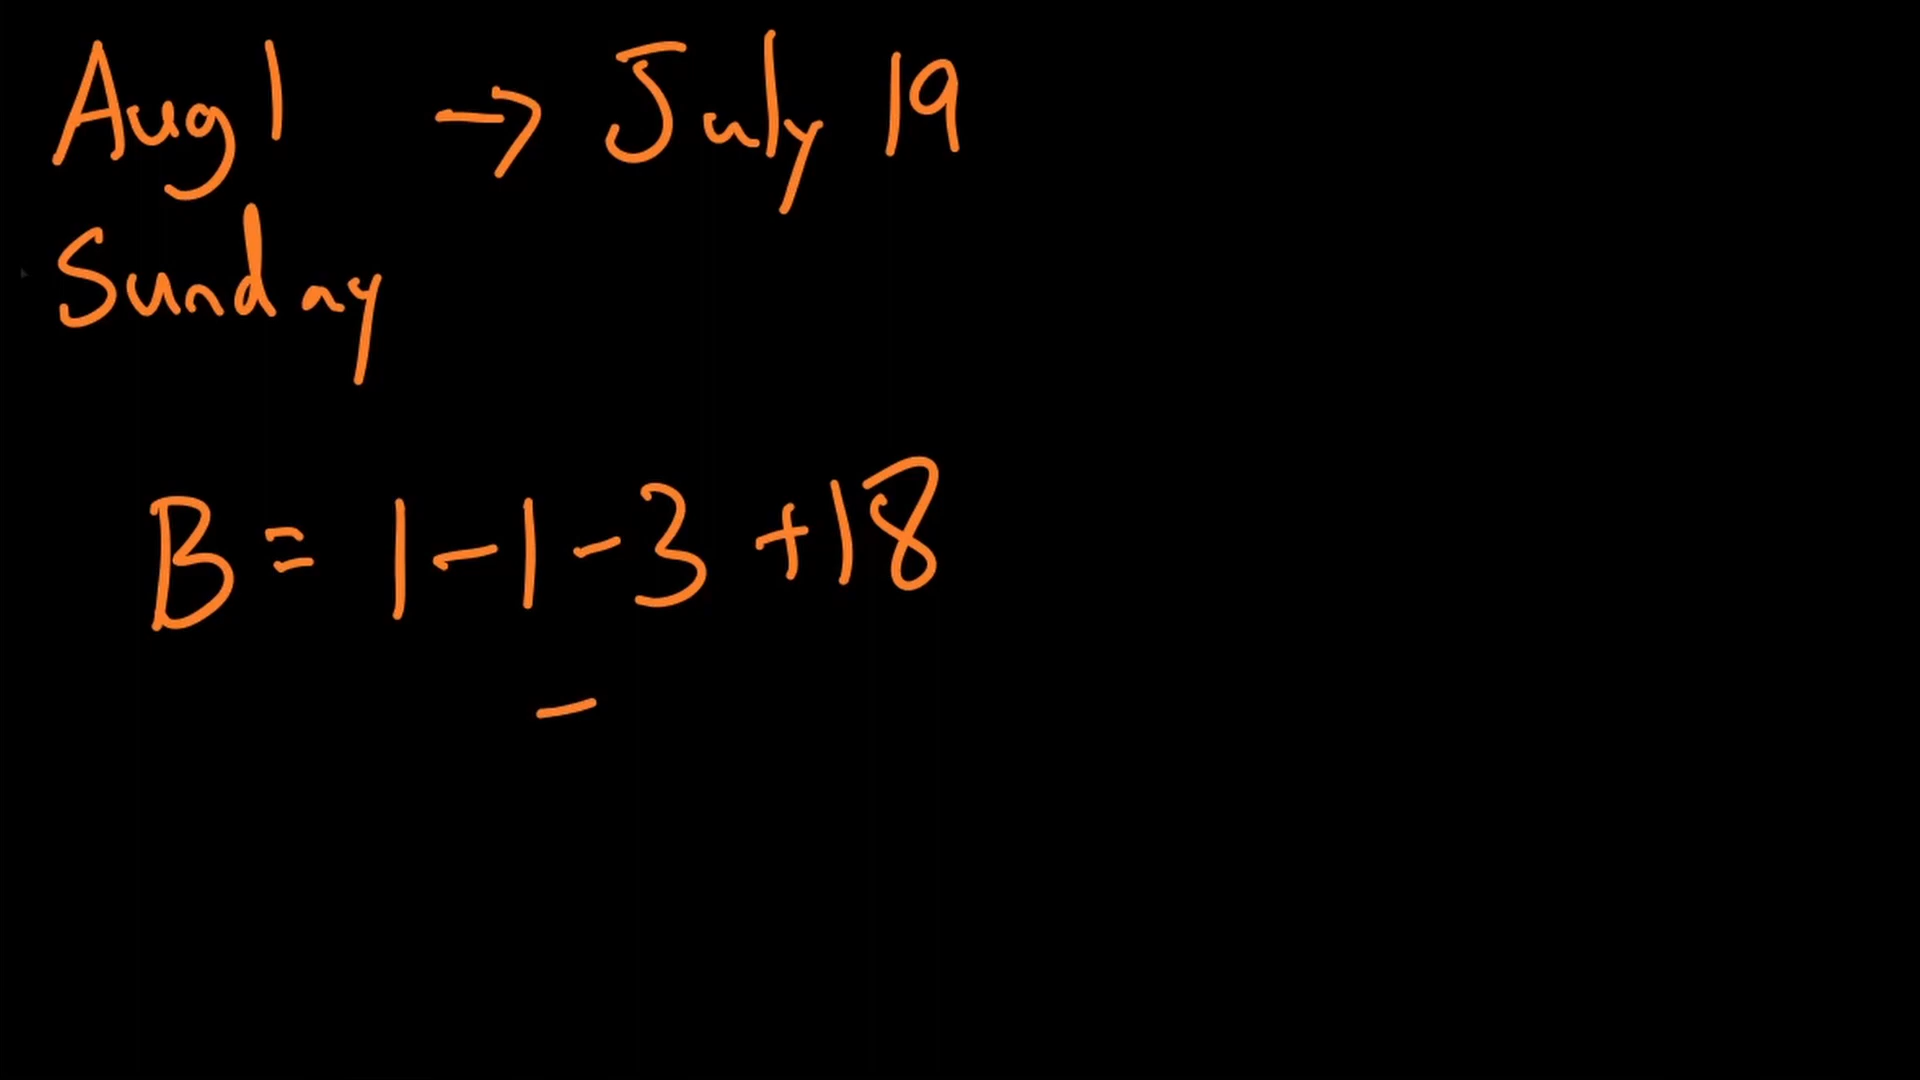 Aug 1 → July 19
Sunday
B = 1 - 1 - 3 + 18
-